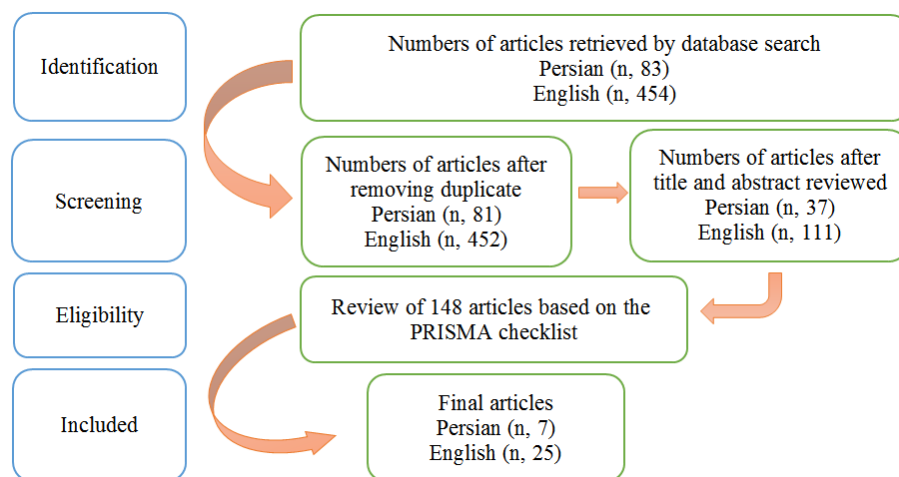 Identification
Numbers of articles retrieved by database search
Persian (n, 83)
English (n, 454)
Screening
Numbers of articles after
removing duplicate
Persian (n, 81)
English (n, 452)
Numbers of articles after
title and abstract reviewed
Persian (n, 37)
English (n, 111)
Eligibility
Review of 148 articles based on the
PRISMA checklist
Included
Final articles
Persian (n, 7)
English (n, 25)